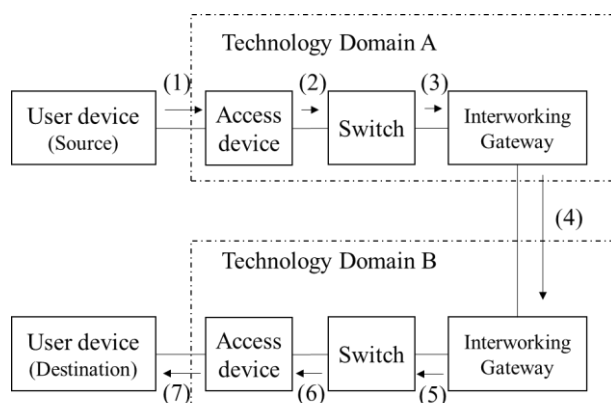 Technology Domain A
(1)
(2)
(3)
User device
(Source)
Access
device
Switch
Interworking
Gateway
(4)
Technology Domain B
User device
(Destination)
Access
device
Switch
Interworking
Gateway
(7)
(6)
(5)